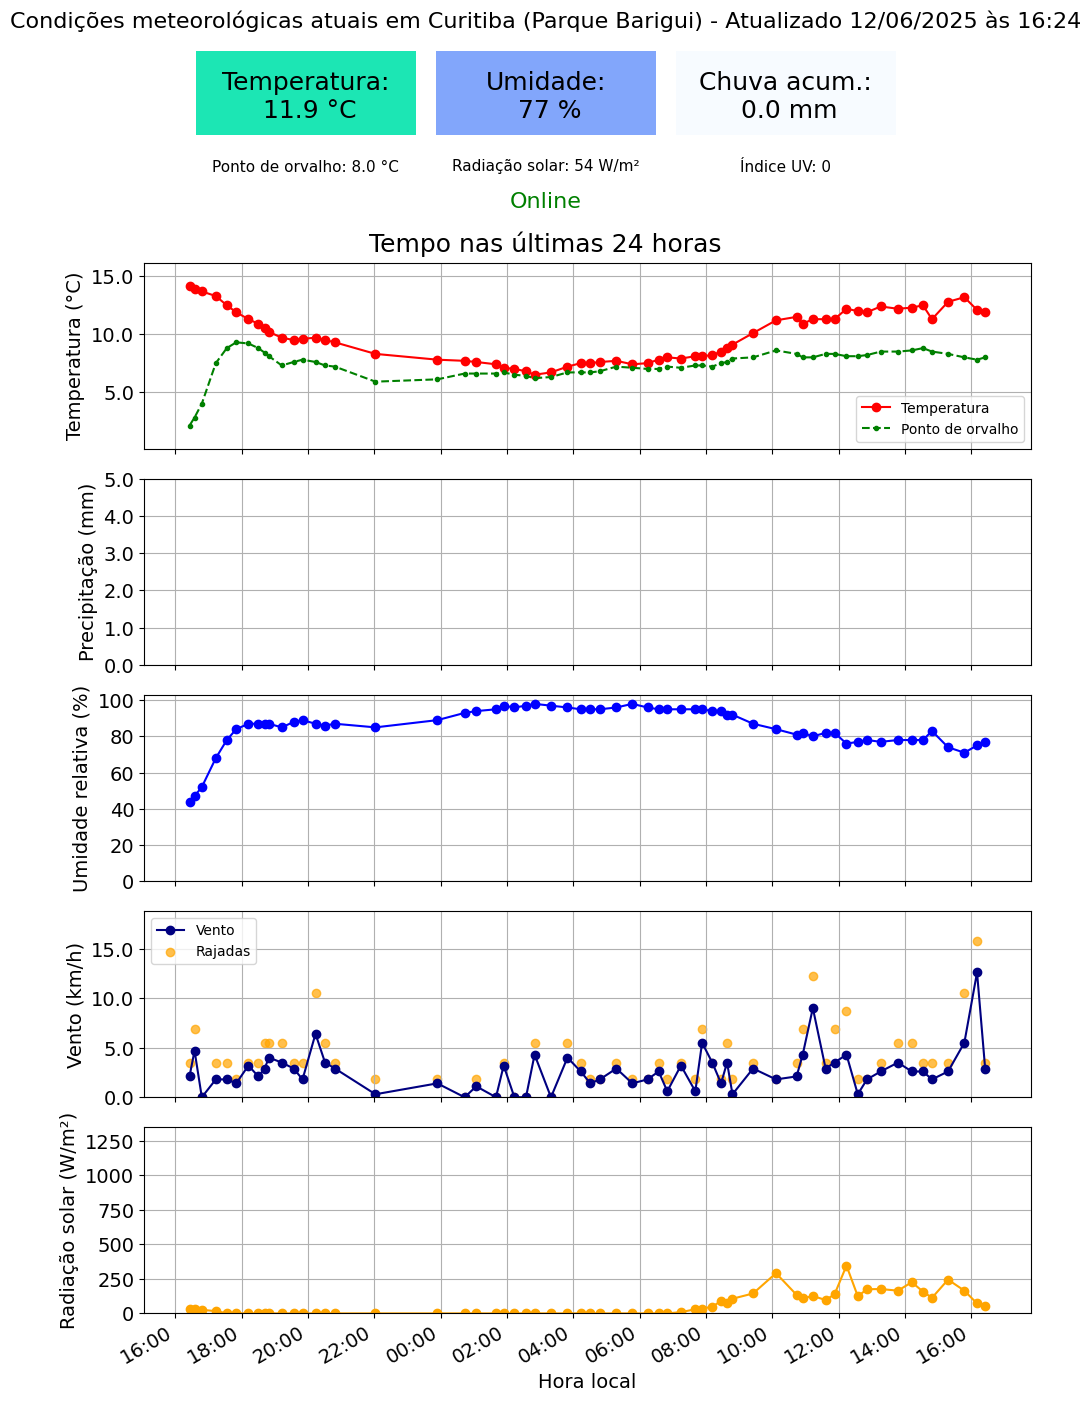 Condições meteorológicas atuais em Curitiba (Parque Barigui) - Atualizado 12/06/2025 às 16:24
Temperatura:
11.9 °C
Umidade:
77 %
Chuva acum.:
0.0 mm
Ponto de orvalho: 8.0 °C
Radiação solar: 54 W/m²
Índice UV: 0
Online
Tempo nas últimas 24 horas
Temperatura (°C)
15.0
10.0
5.0
Temperatura
Ponto de orvalho
Precipitação (mm)
5.0
4.0
3.0
2.0
1.0
0.0
Umidade relativa (%)
100
80
60
40
20
0
Vento (km/h)
15.0
10.0
5.0
0.0
Vento
Rajadas
Radiação solar (W/m²)
1250
1000
750
500
250
0
16:00
18:00
20:00
22:00
00:00
02:00
04:00
06:00
08:00
10:00
12:00
14:00
16:00
Hora local